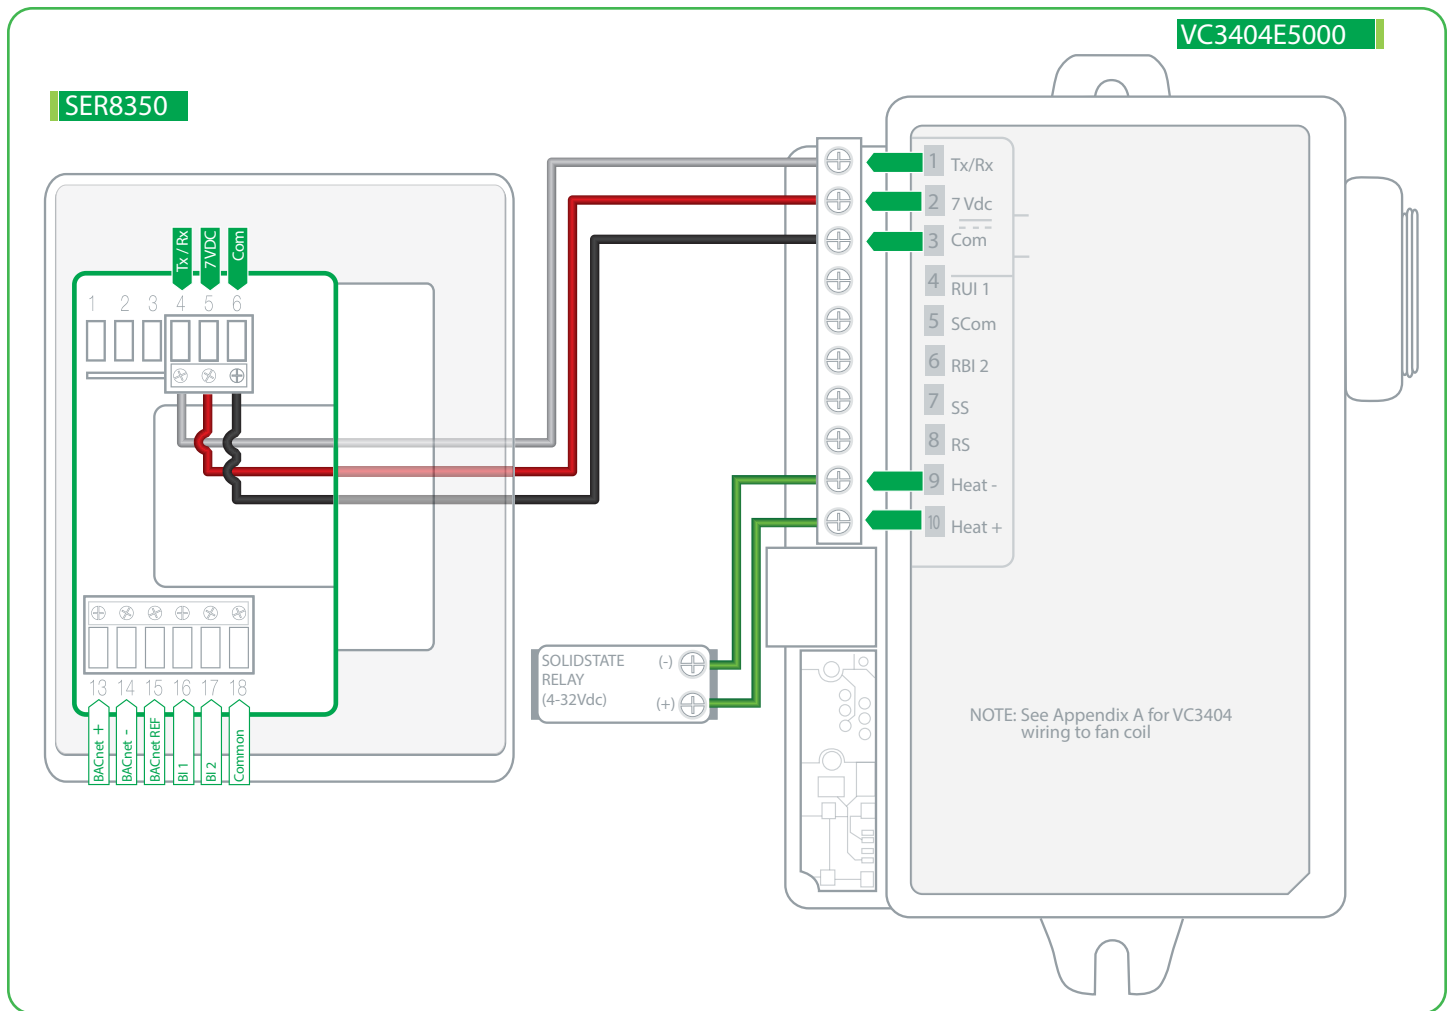 VC3404E5000
SER8350
Tx / Rx
7 VDC
Com
1 2 3 4 5 6
1 Tx/Rx
2 7 Vdc
3 Com
4 RUI 1
5 SCom
6 RBI 2
7 SS
8 RS
9 Heat -
10 Heat +
SOLIDSTATE (-)
RELAY
(4-32Vdc) (+)
13 14 15 16 17 18
BACnet +
BACnet -
BACnet REF
BI 1
BI 2
Common
NOTE: See Appendix A for VC3404
wiring to fan coil